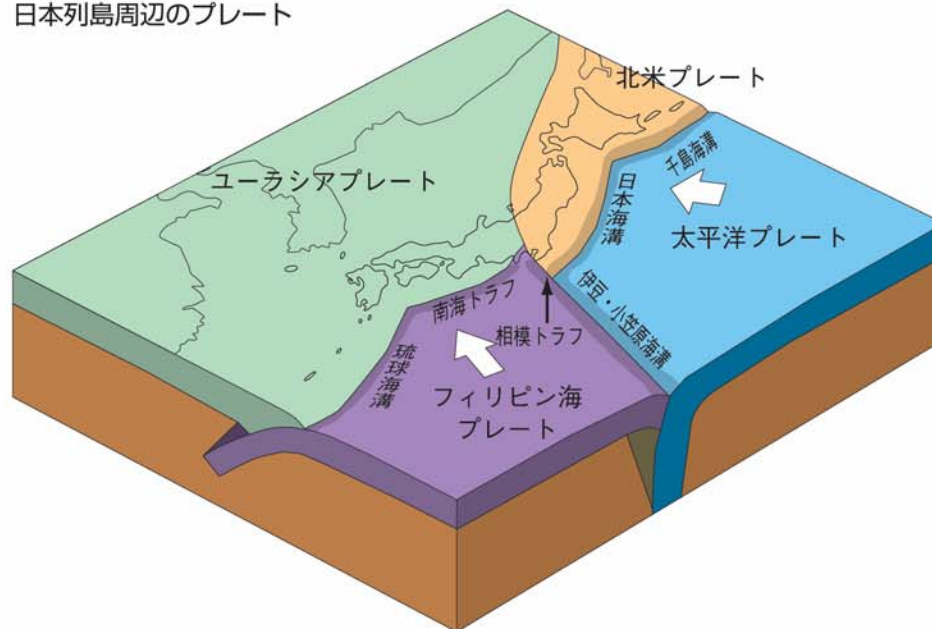 日本列島周辺のプレート
北米プレート
千島海溝
ユーラシアプレート
日本海溝
太平洋プレート
伊豆・小笠原海溝
南海トラフ
相模トラフ
琉球海溝
フィリピン海
プレート